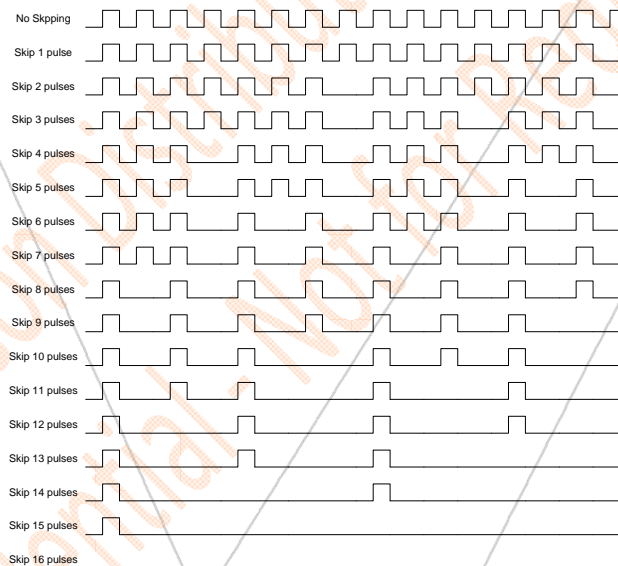 No Skpping
Skip 1 pulse
Skip 2 pulses
Skip 3 pulses
Skip 4 pulses
Skip 5 pulses
Skip 6 pulses
Skip 7 pulses
Skip 8 pulses
Skip 9 pulses
Skip 10 pulses
Skip 11 pulses
Skip 12 pulses
Skip 13 pulses
Skip 14 pulses
Skip 15 pulses
Skip 16 pulses
Not for